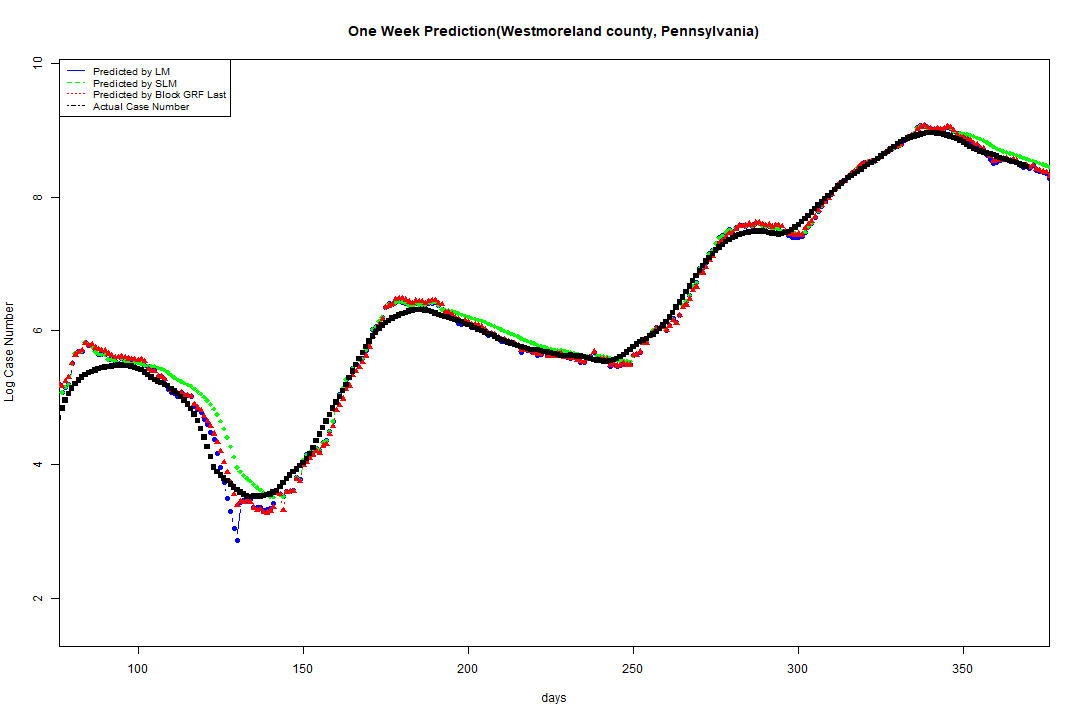 One Week Prediction(Westmoreland county, Pennsylvania)
Predicted by LM
Predicted by SLM
Predicted by Block GRF Last
Actual Case Number
Log Case Number
10
8
6
4
2
100 150 200 250 300 350
days